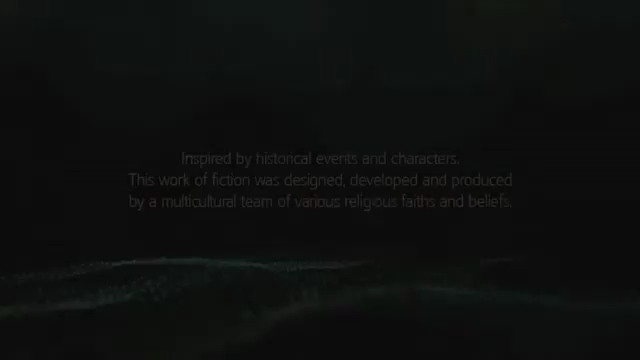 Inspired by historical events and characters.
This work of fiction was designed, developed and produced
by a multicultural team of various religious faiths and beliefs.